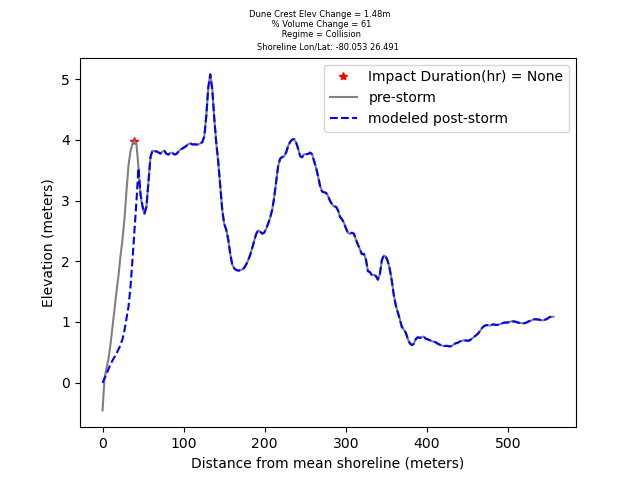 Dune Crest Elev Change = 1.48m
% Volume Change = 61
Regime = Collision
Shoreline Lon/Lat: -80.053 26.491
Impact Duration(hr) = None
pre-storm
modeled post-storm
5
4
3
2
1
0
Elevation (meters)
0 100 200 300 400 500
Distance from mean shoreline (meters)